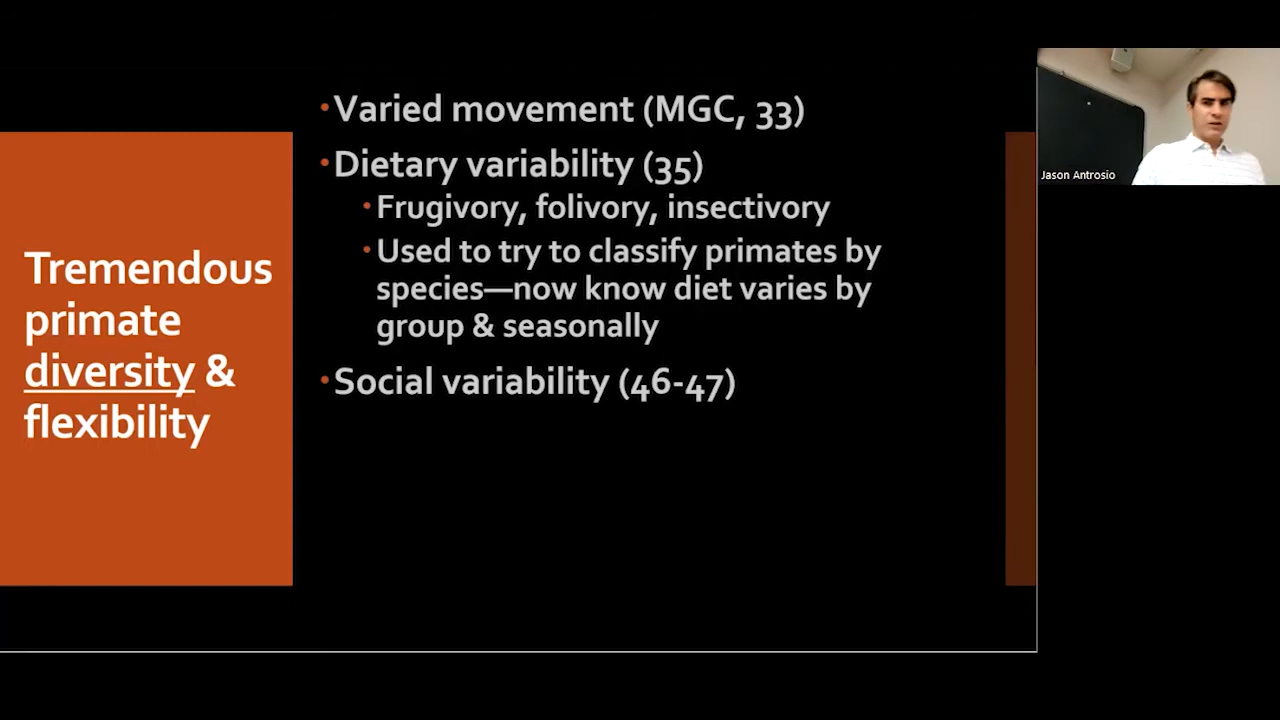 Tremendous
primate
diversity &
flexibility
•Varied movement (MGC, 33)
•Dietary variability (35)
•Frugivory, folivory, insectivory
•Used to try to classify primates by
species—now know diet varies by
group & seasonally
•Social variability (46-47)
Jason Antrosio